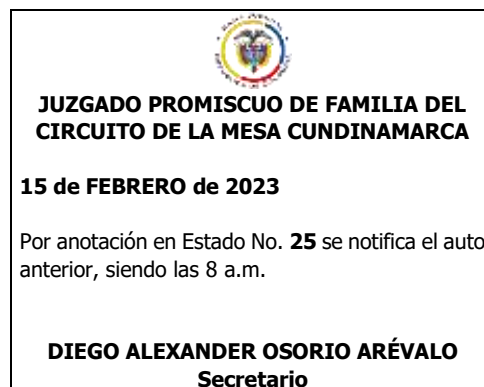 JUZGADO PROMISCUO DE FAMILIA DEL
CIRCUITO DE LA MESA CUNDINAMARCA
15 de FEBRERO de 2023
Por anotación en Estado No. 25 se notifica el auto
anterior, siendo las 8 a.m.
DIEGO ALEXANDER OSORIO ARÉVALO
Secretario